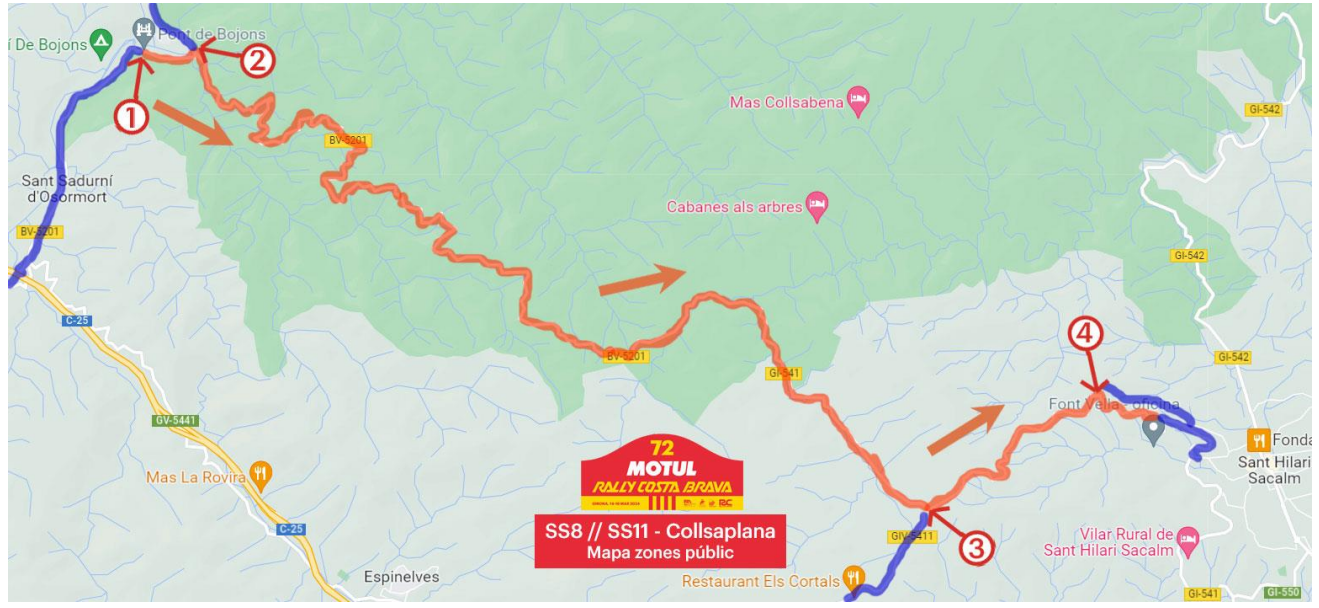 Pont de Bojons
í De Bojons
2
1
Mas Collsabena
GI-542
BV-5201
Sant Sadurní
d'Osormort
Cabanes als arbres
BV-5201
GI-542
C-25
4
BV-5201
GI-542
GI-541
Font Vella - oficina
GV-5441
Fonda
Sant Hilari
Sacalm
72
MOTUL
RALLY COSTA BRAVA
Mas La Rovira
SS8 // SS11 - Collsaplana
Mapa zones públic
C-25
GIV-5411
3
Vilar Rural de
Sant Hilari Sacalm
Espinelves
Restaurant Els Cortals
GI-541
GI-550